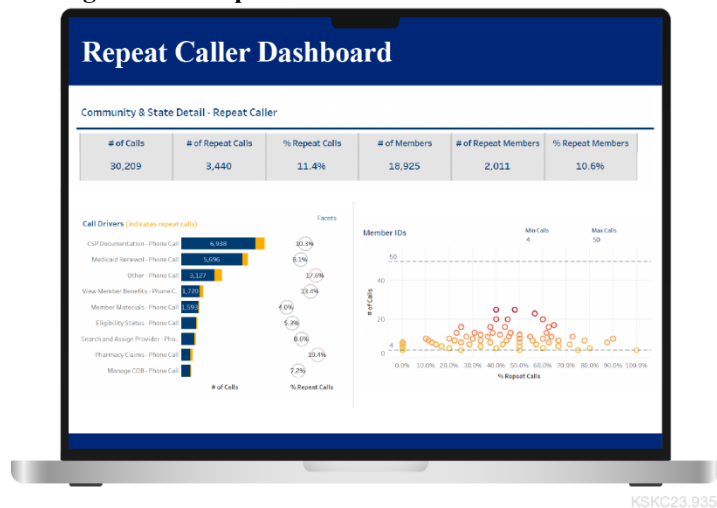 Repeat Caller Dashboard
Community & State Detail - Repeat Caller
# of Calls # of Repeat Calls % Repeat Calls # of Members # of Repeat Members % Repeat Members
30,209 3,440 11.4% 18,925 2,011 10.6%
Call Drivers (indicates repeat calls) Facets
CSP Documentation - Phone Call 6,938 10.3%
Medicaid Renewal - Phone Call 5,696 8.1%
Other - Phone Call 3,127 17.6%
View Member Benefits - Phone C.. 1,720 13.4%
Member Materials - Phone Call 1,593 4.0%
Eligibility Status - Phone Call 5.3%
Search and Assign Provider - Pho... 8.6%
Pharmacy Claims - Phone Call 19.4%
Manage COB - Phone Call 7.2%
# of Calls % Repeat Calls
Member IDs
Min Calls Max Calls
4 50
50
40
20
4
0
# of Calls
0.0% 10.0% 20.0% 30.0% 40.0% 50.0% 60.0% 70.0% 80.0% 90.0% 100.0%
% Repeat Calls
KSKC23.935